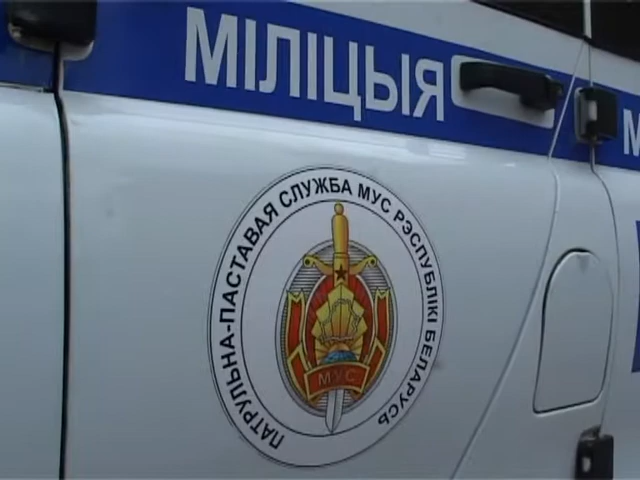 МІЛІЦЫЯ
М
ПАТРУЛЬНА-ПАСТАВАЯ СЛУЖБА МУС РЭСПУБЛІКІ БЕЛАРУСЬ
МУС